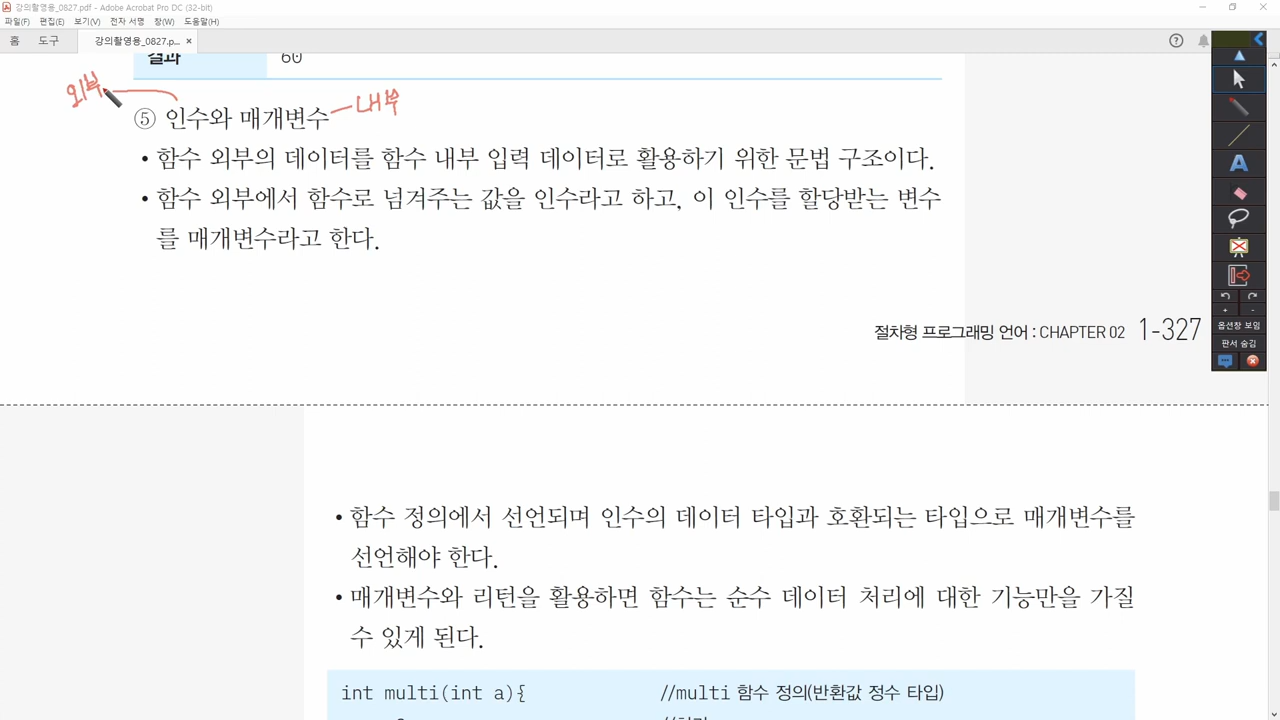 강의촬영용_0827.pdf - Adobe Acrobat Pro DC (32-bit)
파일(F) 편집(E) 보기(V) 전자 서명 창(W) 도움말(H)
홈 도구 강의촬영용_0827.p... ×
결과 60
외부 내부
⑤ 인수와 매개변수
• 함수 외부의 데이터를 함수 내부 입력 데이터로 활용하기 위한 문법 구조이다.
• 함수 외부에서 함수로 넘겨주는 값을 인수라고 하고, 이 인수를 할당받는 변수
를 매개변수라고 한다.
절차형 프로그래밍 언어 : CHAPTER 02 1-327
옵션창 보임
판서 숨김
• 함수 정의에서 선언되며 인수의 데이터 타입과 호환되는 타입으로 매개변수를
선언해야 한다.
• 매개변수와 리턴을 활용하면 함수는 순수 데이터 처리에 대한 기능만을 가질
수 있게 된다.
int multi(int a){ //multi 함수 정의(반환값 정수 타입)